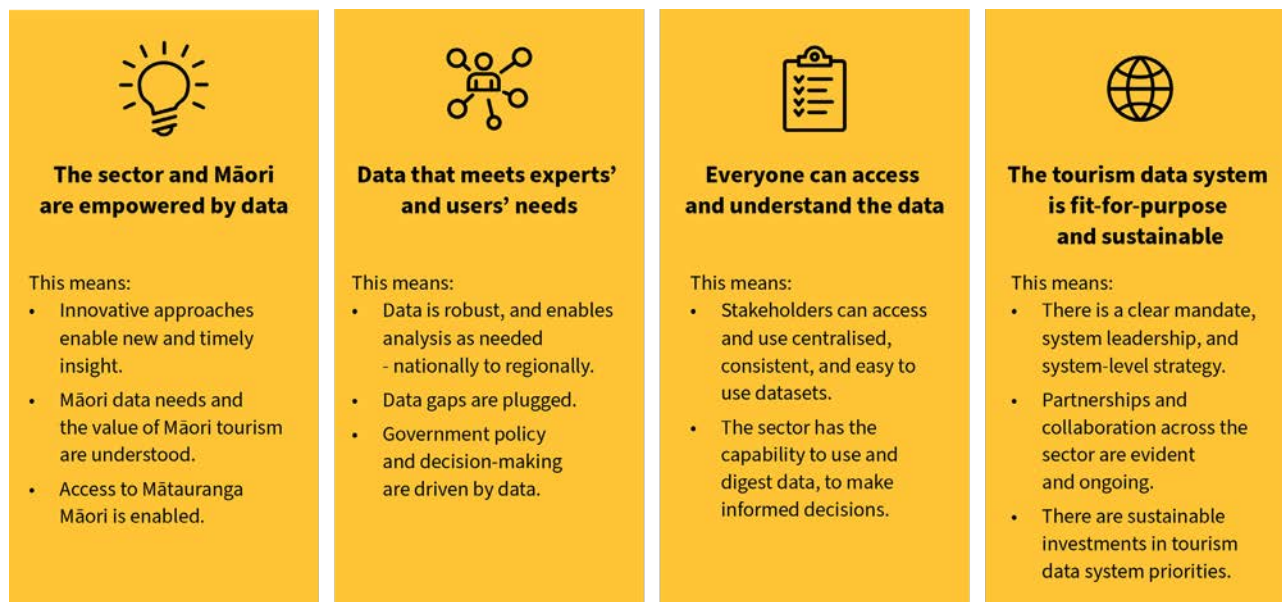 The sector and Māori
are empowered by data
This means:
• Innovative approaches
enable new and timely
insight.
• Māori data needs and
the value of Māori tourism
are understood.
• Access to Mātauranga
Māori is enabled.
Data that meets experts’
and users’ needs
This means:
• Data is robust, and enables
analysis as needed
- nationally to regionally.
• Data gaps are plugged.
• Government policy
and decision-making
are driven by data.
Everyone can access
and understand the data
This means:
• Stakeholders can access
and use centralised,
consistent, and easy to
use datasets.
• The sector has the
capability to use and
digest data, to make
informed decisions.
The tourism data system
is fit-for-purpose
and sustainable
This means:
• There is a clear mandate,
system leadership, and
system-level strategy.
• Partnerships and
collaboration across the
sector are evident
and ongoing.
• There are sustainable
investments in tourism
data system priorities.